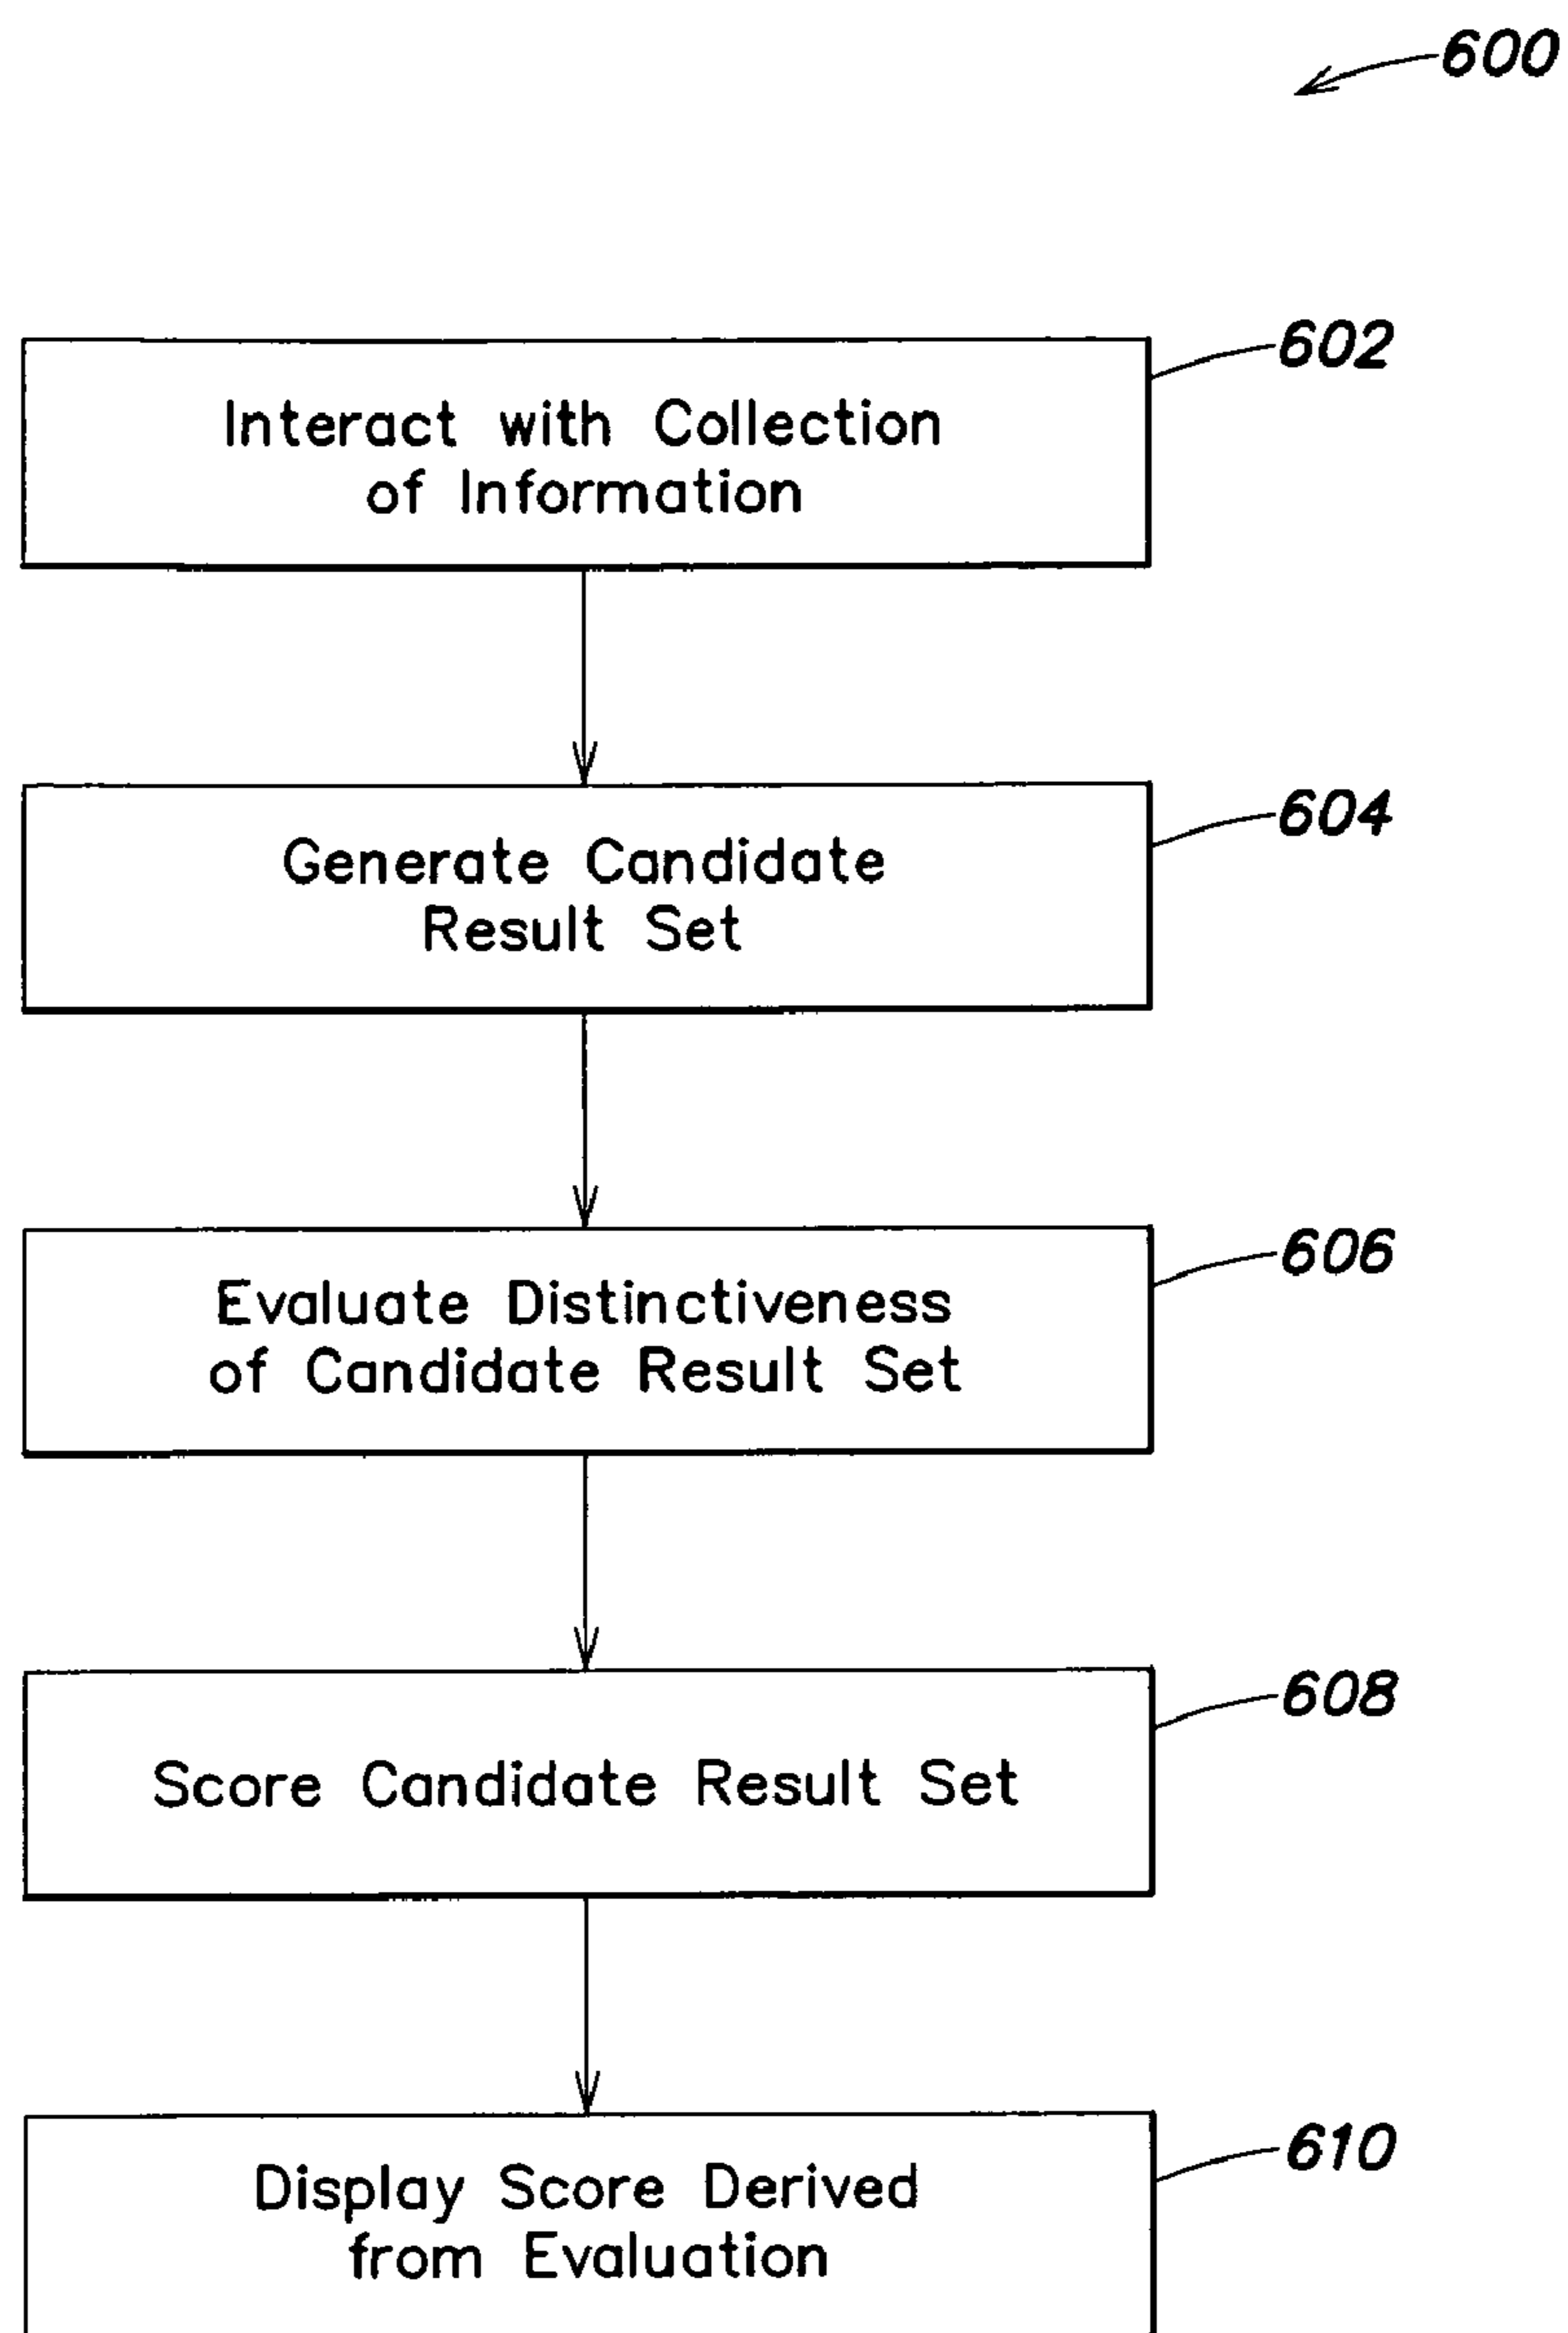 600
602
Interact with Collection
of Information
604
Generate Candidate
Result Set
606
Evaluate Distinctiveness
of Candidate Result Set
608
Score Candidate Result Set
610
Display Score Derived
from Evaluation